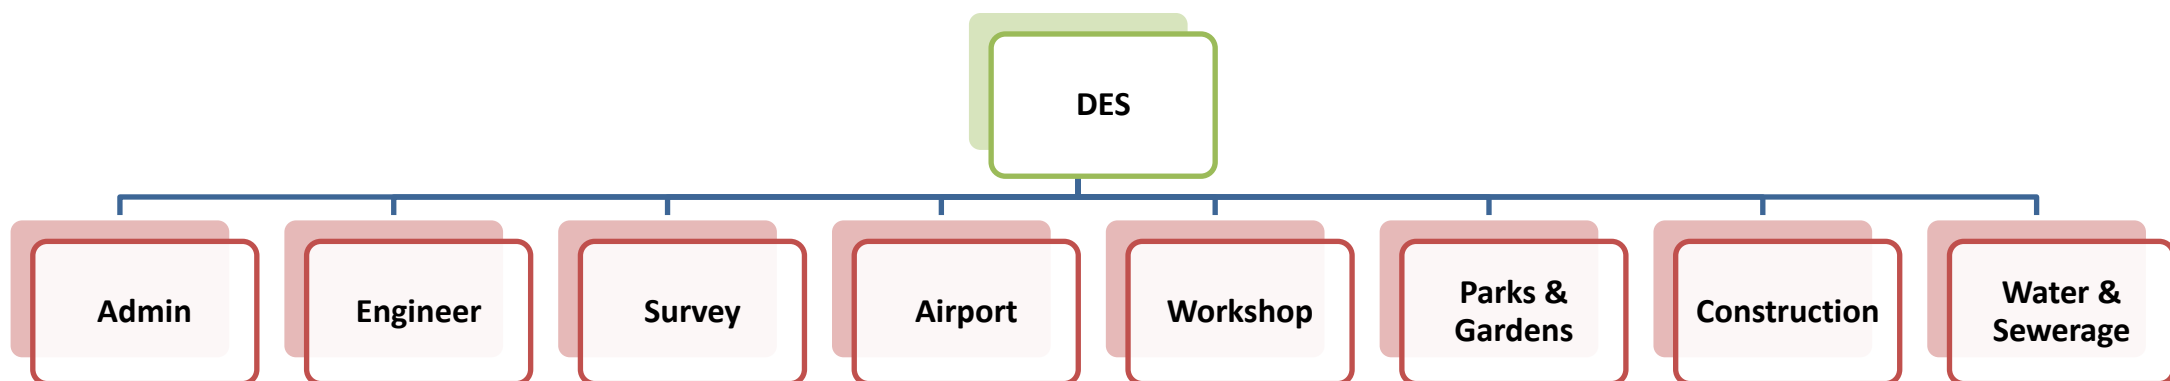 DES
Admin
Engineer
Survey
Airport
Workshop
Parks &
Gardens
Construction
Water &
Sewerage